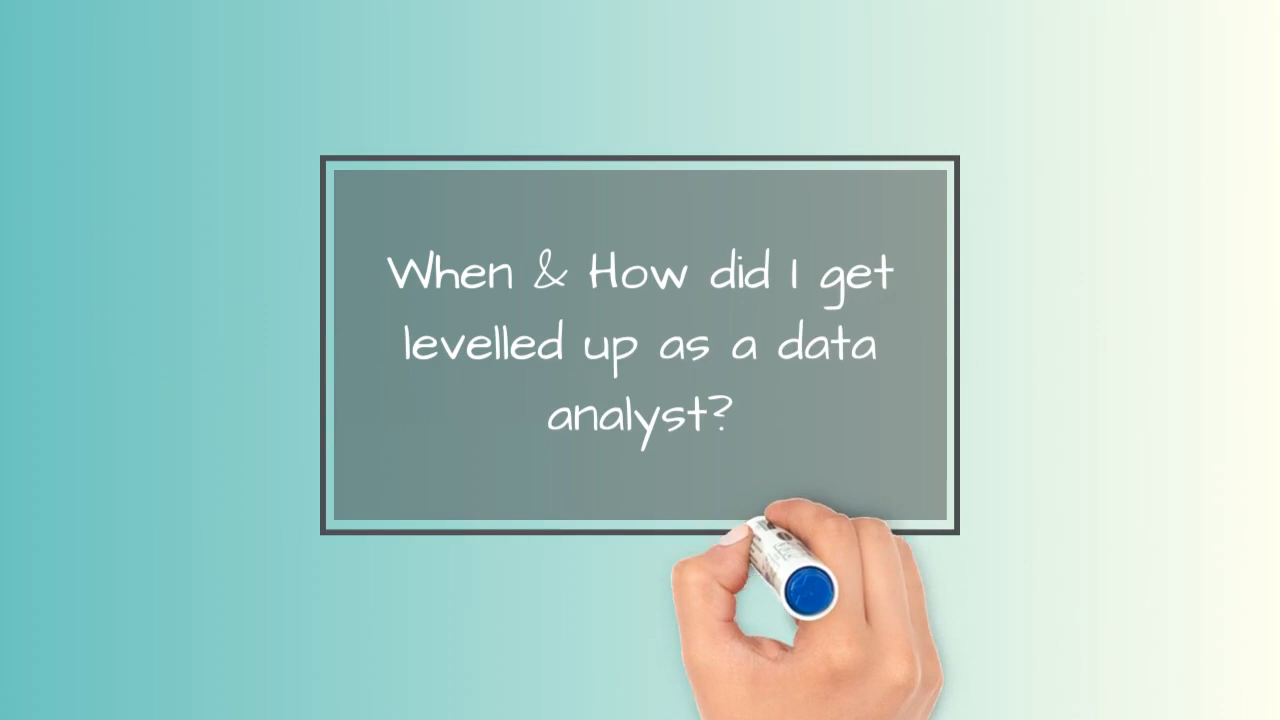 When & How did I get
levelled up as a data
analyst?